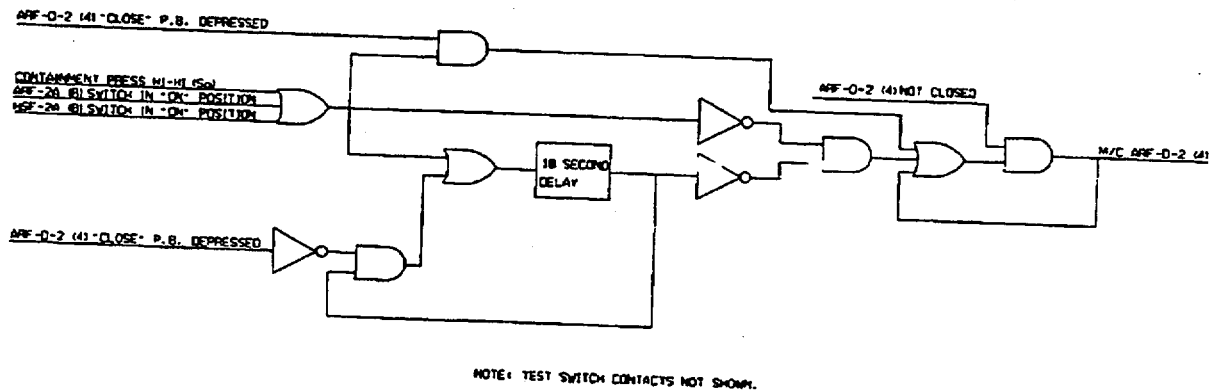 ARF-D-2 (4) "CLOSE" P.B. DEPRESSED
CONTAINMENT PRESS HI-HI (Sp)
ARF-2A (B) SWITCH IN "ON" POSITION
HSF-2A (B) SWITCH IN "ON" POSITION
ARF-D-2 (4) NOT CLOSED
M/C ARF-D-2 (4)
10 SECOND
DELAY
ARF-D-2 (4) "CLOSE" P.B. DEPRESSED
NOTE: TEST SWITCH CONTACTS NOT SHOWN.